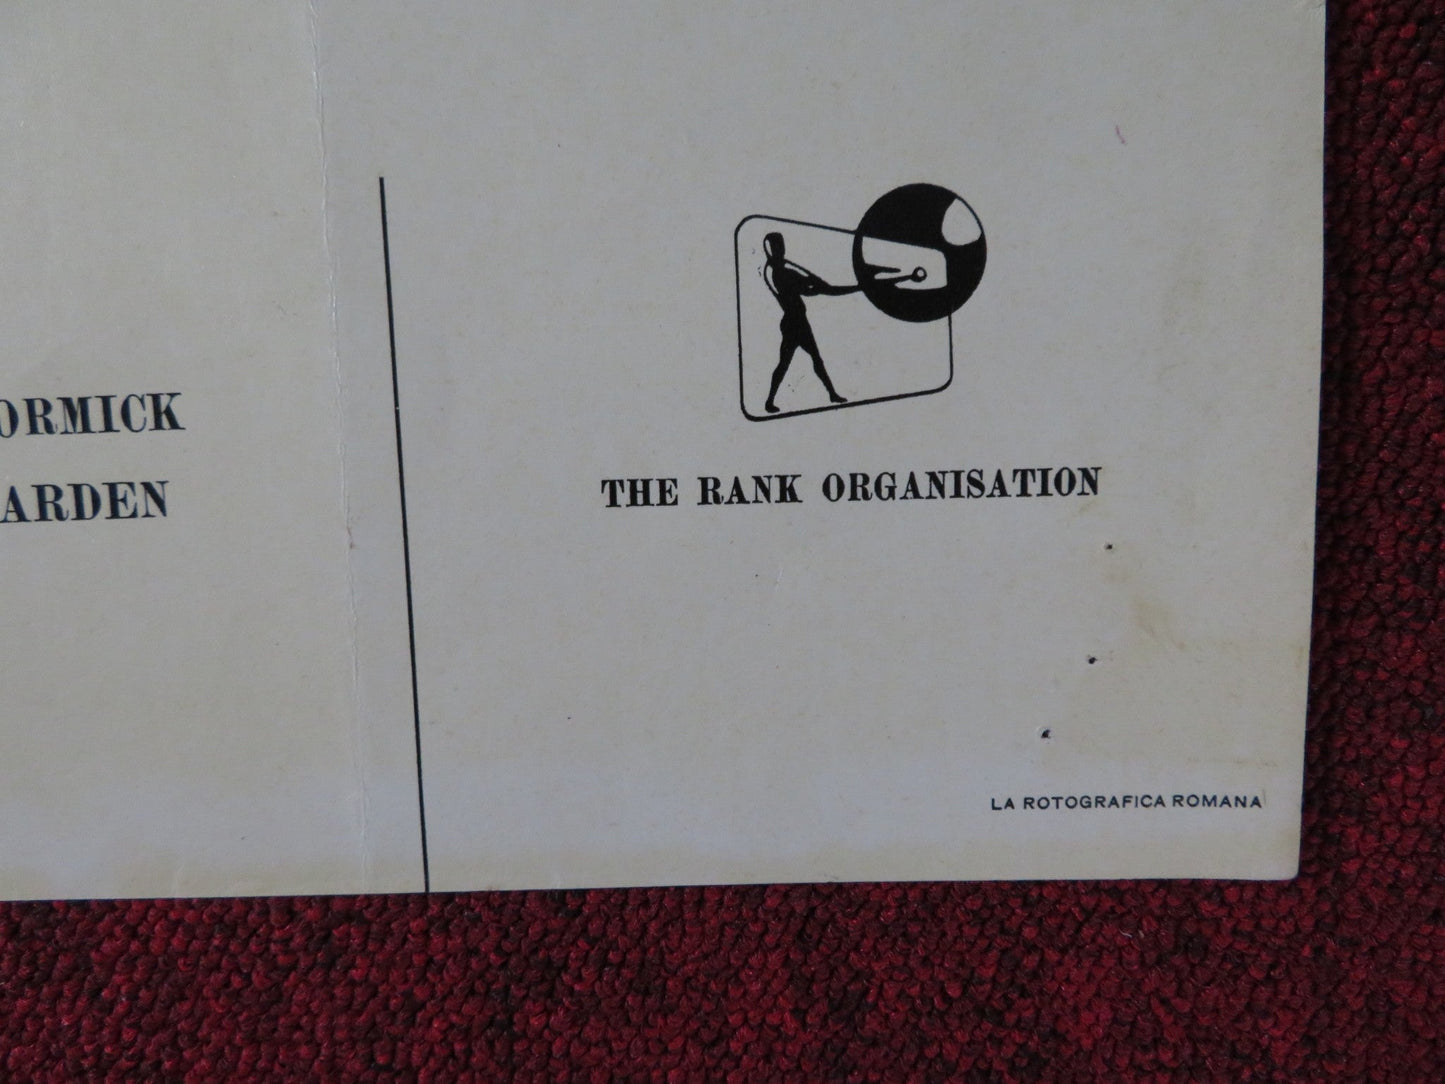 ORMICK
ARDEN
THE RANK ORGANISATION
LA ROTOGRAFICA ROMANA